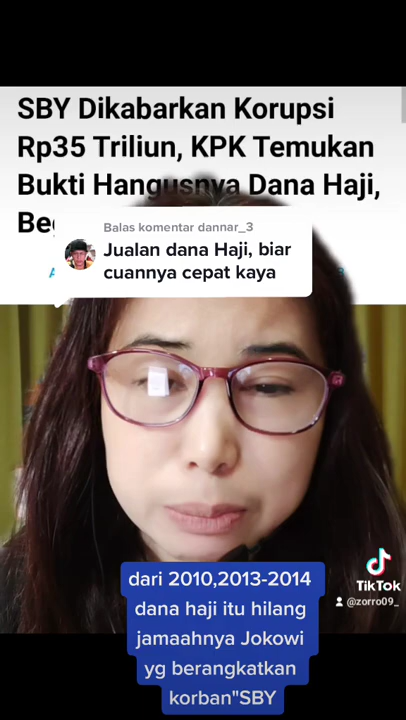 SBY Dikabarkan Korupsi
Rp35 Triliun, KPK Temukan
Bukti Hangusnya Dana Haji,
Balas komentar dannar_3
Jualan dana Haji, biar
cuannya cepat kaya
dari 2010,2013-2014
dana haji itu hilang
jamaahnya Jokowi
yg berangkatkan
korban"SBY
TikTok
@zorro09_